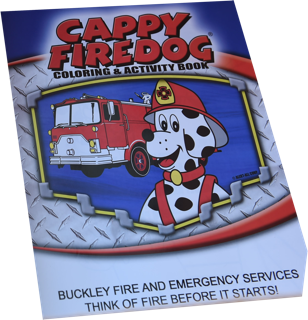 CAPPY
FIREDOG
COLORING & ACTIVITY BOOK
BUCKLEY FIRE AND EMERGENCY SERVICES
THINK OF FIRE BEFORE IT STARTS!